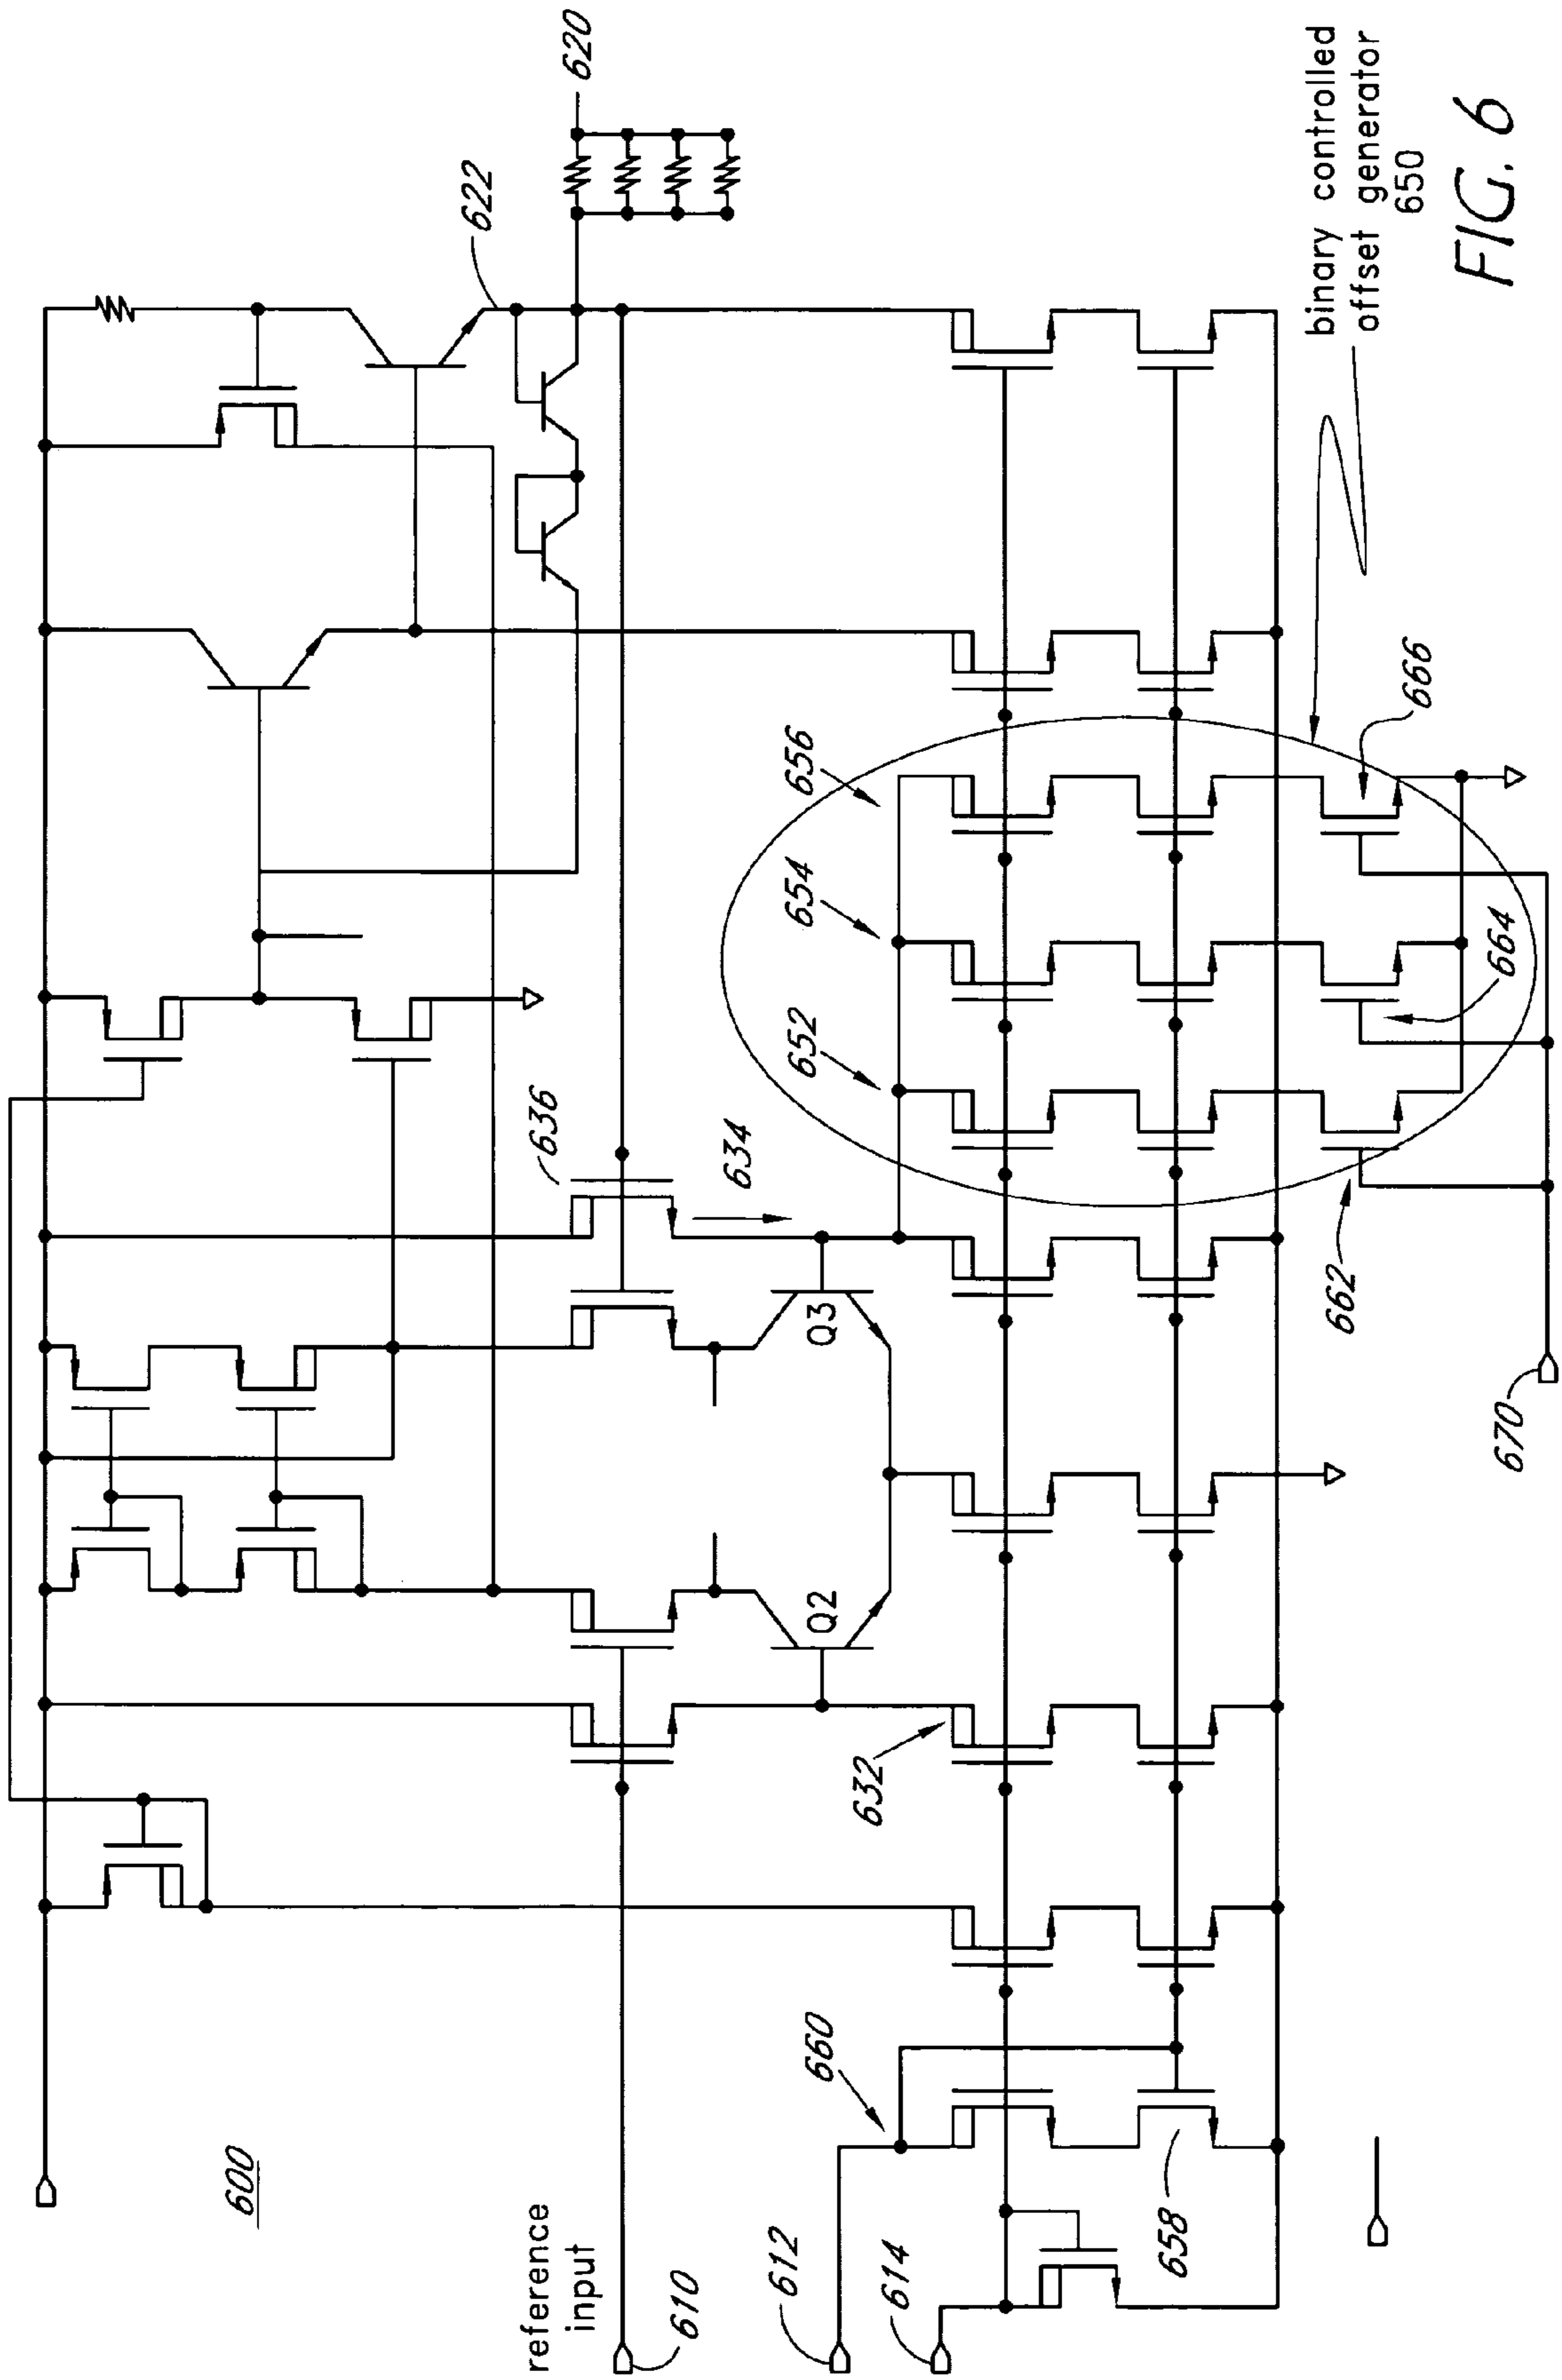 600
reference
input
610
612
614
660
658
632
Q2
Q3
636
634
622
620
652
654
656
662
664
666
670
binary controlled
offset generator
650
FIG. 6